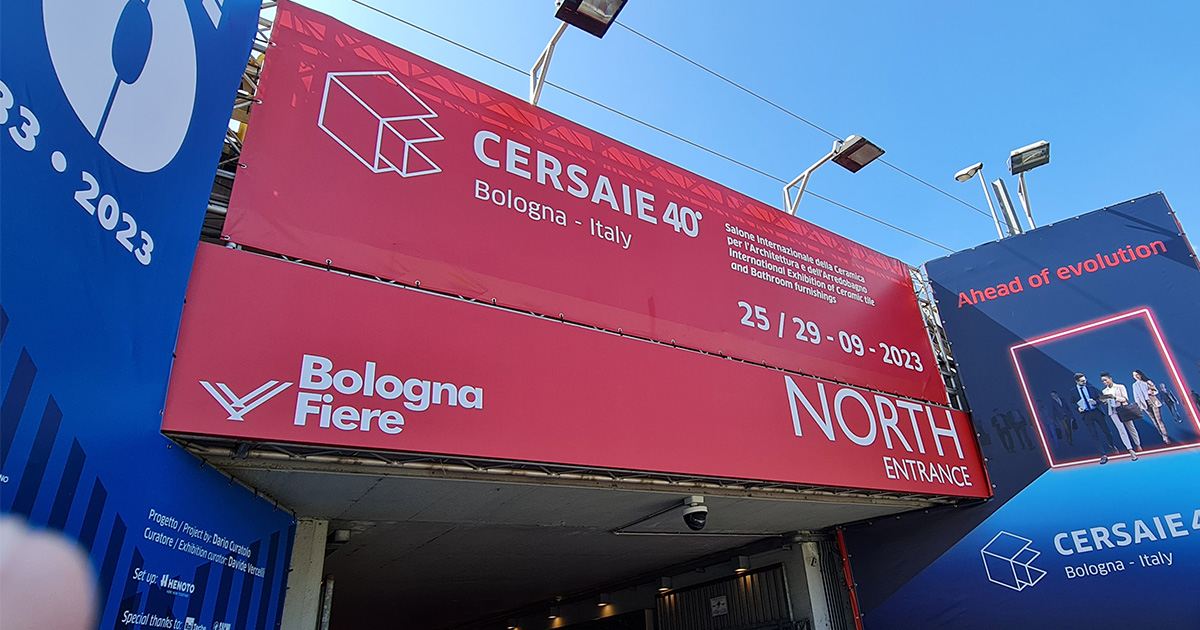 33 • 2023
CERSAIE 40°
Bologna - Italy
Salone Internazionale della Ceramica
per l'Architettura e dell'Arredobagno
International Exhibition of Ceramic tile
and Bathroom furnishings
25 / 29 - 09 - 2023
Bologna
Fiere
NORTH
ENTRANCE
Ahead of evolution
CERSAIE 4
Bologna - Italy
Progetto / Project by: Dario Curatolo
Curatore / Exhibition curator: Davide Vercelli
Set up: HENOTO
Special thanks to: